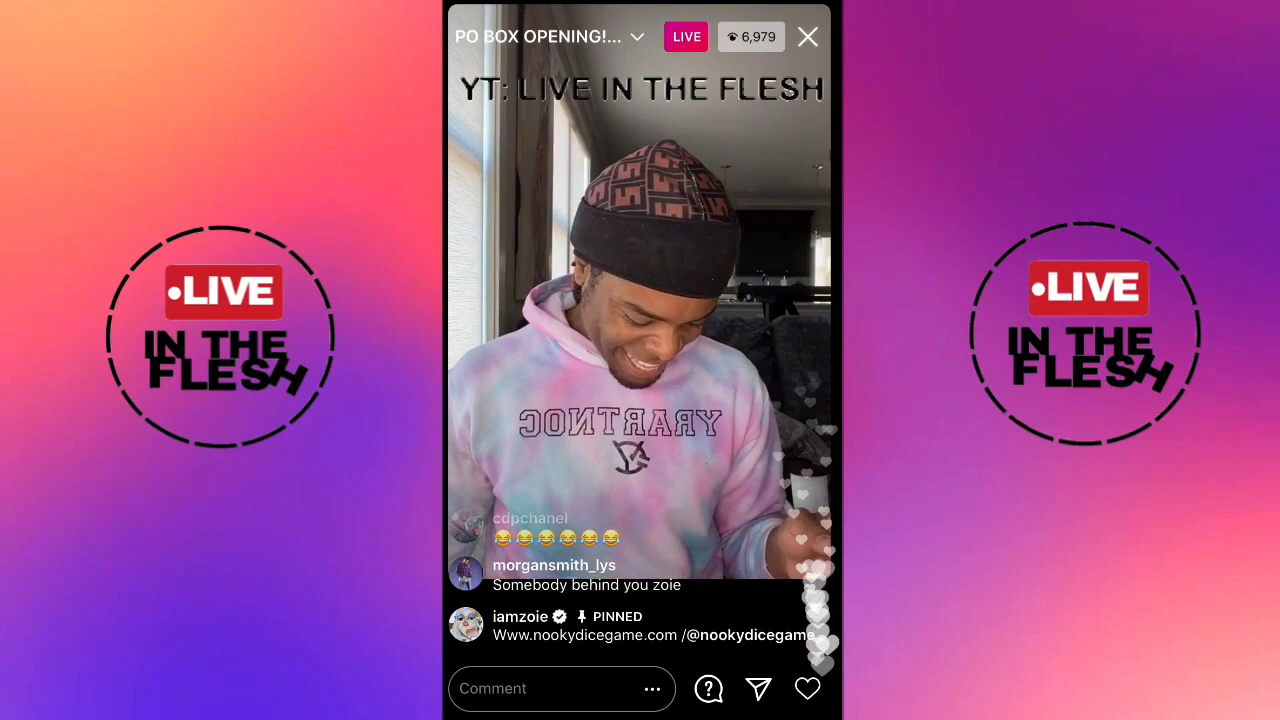 PO BOX OPENING!...
LIVE
6,979
YT: LIVE IN THE FLESH
LIVE
IN THE
FLESH
LIVE
IN THE
FLESH
CONTRARY
cdpchanel
😂😂😂😂😂😂
morgansmith_lys
Somebody behind you zoie
iamzoie PINNED
Www.nookydicegame.com /@nookydicegame
Comment